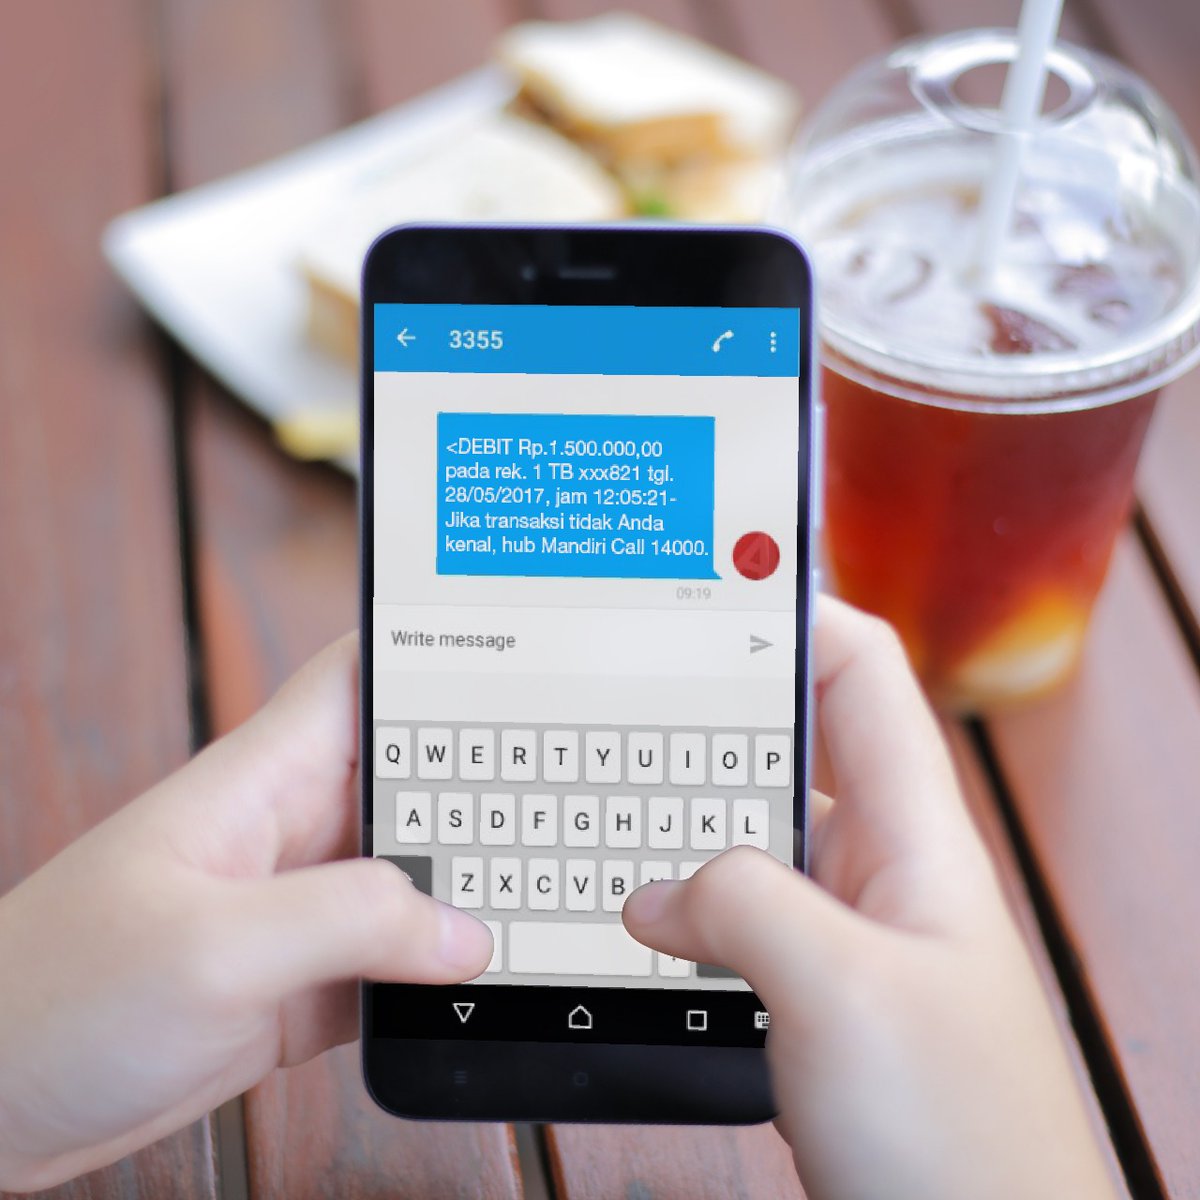 3355
<DEBIT Rp.1.500.000,00
pada rek. 1 TB xxx821 tgl.
28/05/2017, jam 12:05:21-
Jika transaksi tidak Anda
kenal, hub Mandiri Call 14000.
09:19
Write message
Q W E R T Y U I O P
A S D F G H J K L
Z X C V B